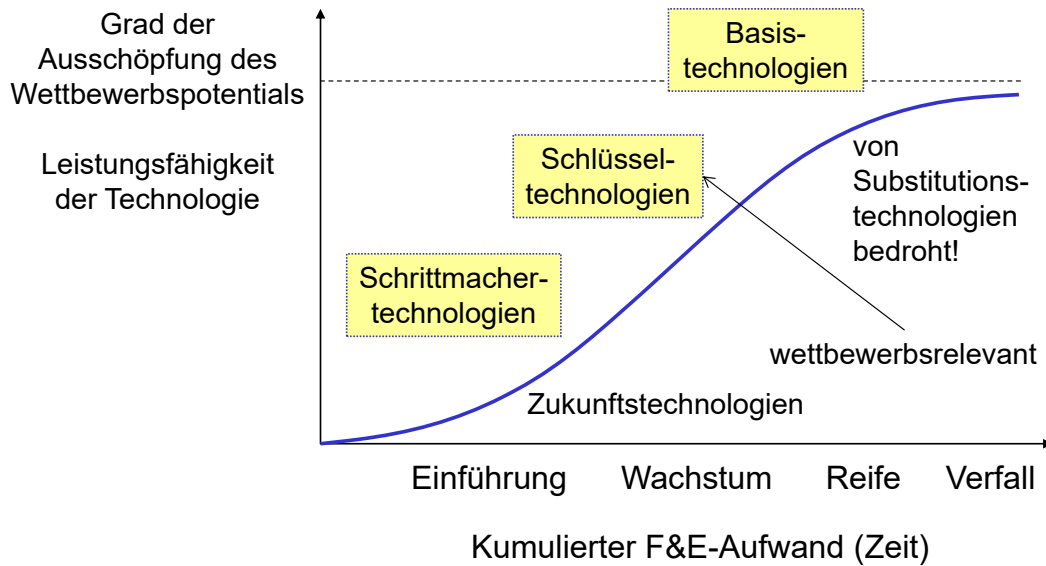 Grad der
Ausschöpfung des
Wettbewerbspotentials
Leistungsfähigkeit
der Technologie
Basis-
technologien
Schlüssel-
technologien
Schrittmacher-
technologien
von
Substitutions-
technologien
bedroht!
wettbewerbsrelevant
Zukunftstechnologien
Einführung Wachstum Reife Verfall
Kumulierter F&E-Aufwand (Zeit)